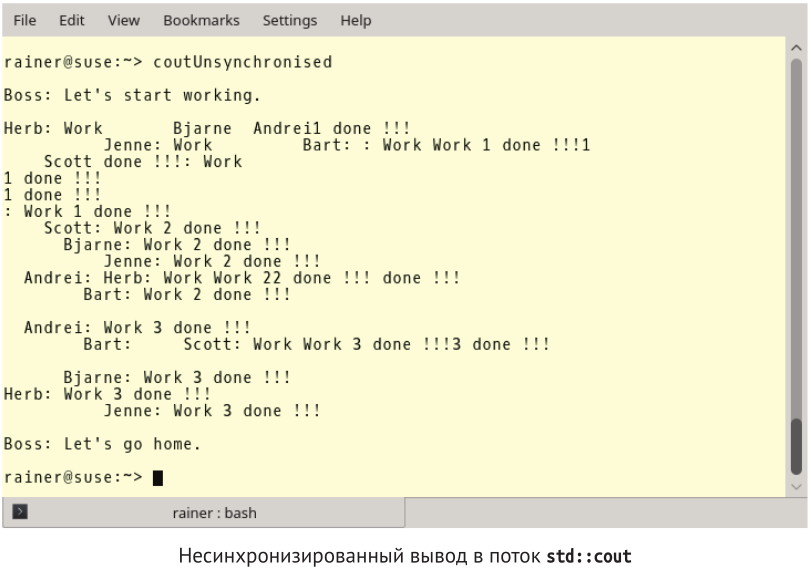 File Edit View Bookmarks Settings Help
rainer@suse:~> coutUnsynchronised
Boss: Let's start working.
Herb: Work       Bjarne  Andrei1 done !!!
          Jenne: Work         Bart: : Work Work 1 done !!!1
    Scott done !!!: Work
1 done !!!
1 done !!!
: Work 1 done !!!
    Scott: Work 2 done !!!
      Bjarne: Work 2 done !!!
          Jenne: Work 2 done !!!
  Andrei: Herb: Work Work 22 done !!! done !!!
        Bart: Work 2 done !!!
  Andrei: Work 3 done !!!
        Bart:     Scott: Work Work 3 done !!!3 done !!!
      Bjarne: Work 3 done !!!
Herb: Work 3 done !!!
          Jenne: Work 3 done !!!
Boss: Let's go home.
rainer@suse:~>
rainer : bash
Несинхронизированный вывод в поток std::cout